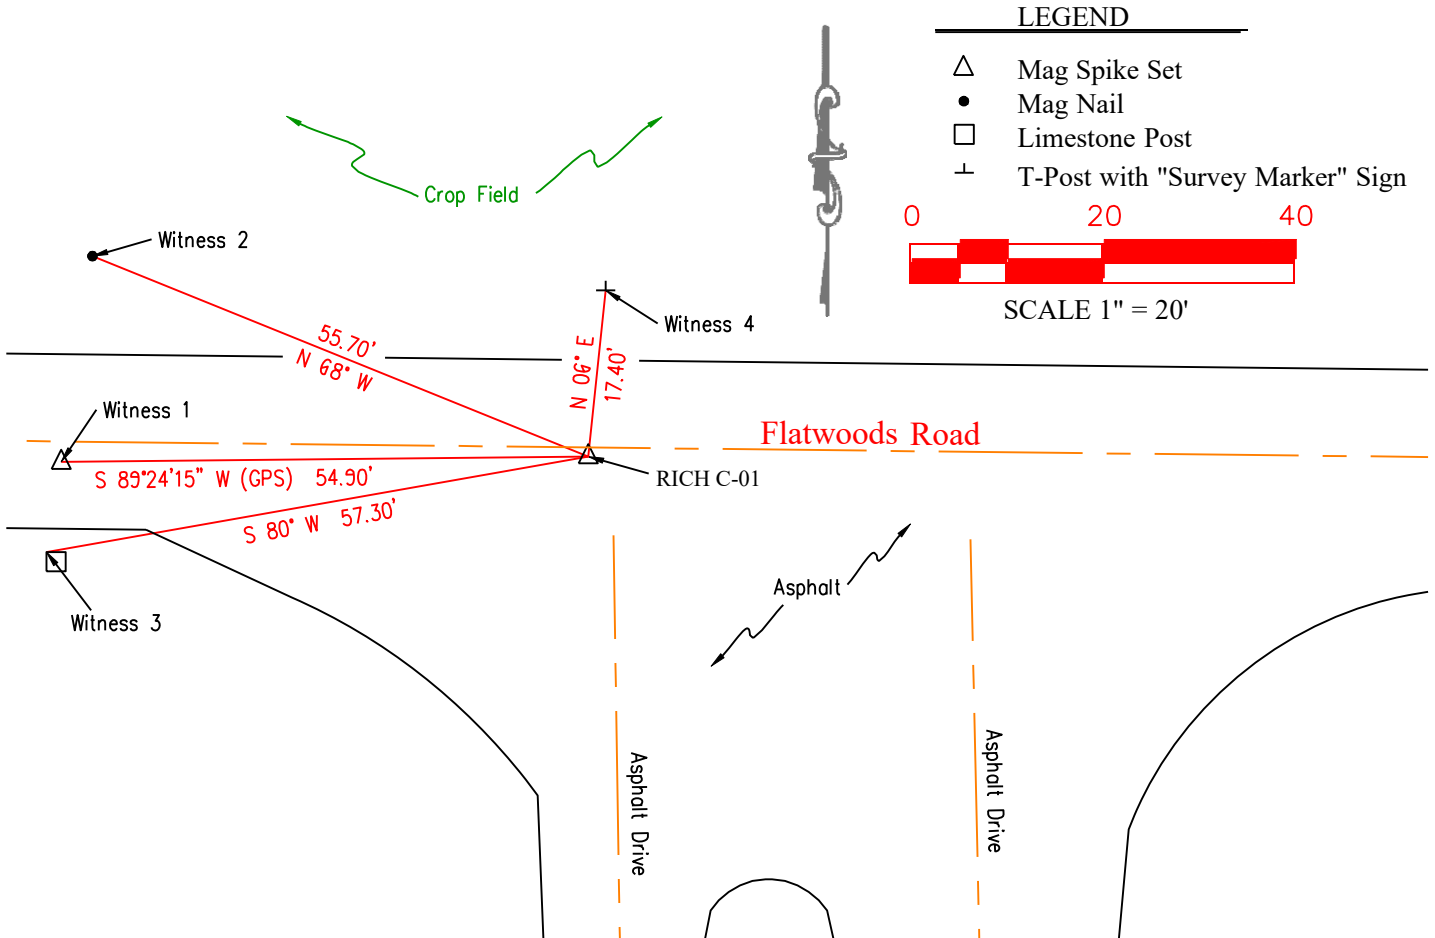 LEGEND
Mag Spike Set
Mag Nail
Limestone Post
T-Post with "Survey Marker" Sign
0 20 40
SCALE 1" = 20'
Crop Field
Witness 2
Witness 4
55.70'
N 68° W
N 06° E
17.40'
Witness 1
Flatwoods Road
S 89°24'15" W (GPS) 54.90'
RICH C-01
S 80° W 57.30'
Asphalt
Witness 3
Asphalt Drive
Asphalt Drive